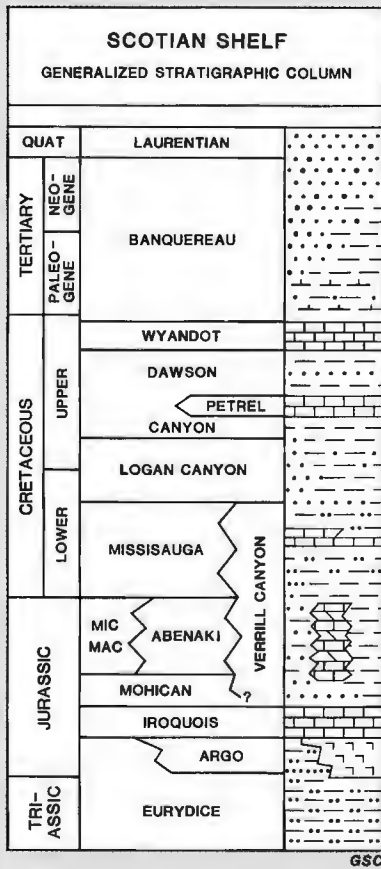 SCOTIAN SHELF
GENERALIZED STRATIGRAPHIC COLUMN
QUAT
LAURENTIAN
TERTIARY
NEO-
GENE
PALEO-
GENE
BANQUEREAU
CRETACEOUS
UPPER
WYANDOT
DAWSON
PETREL
CANYON
LOGAN CANYON
LOWER
MISSISAUGA
VERRILL CANYON
JURASSIC
MIC
MAC
ABENAKI
MOHICAN
?
IROQUOIS
ARGO
TRI-
ASSIC
EURYDICE
GSC